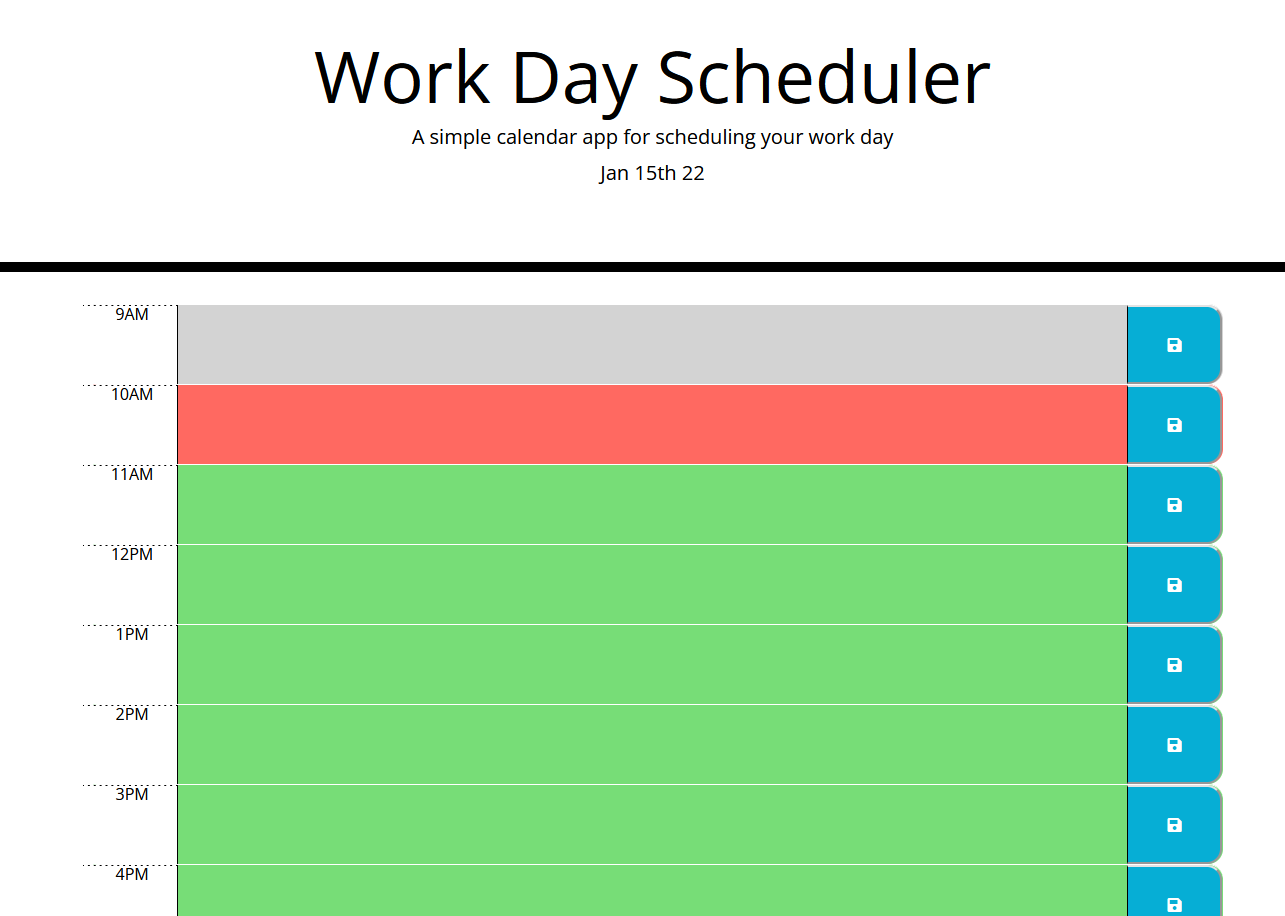 Work Day Scheduler
A simple calendar app for scheduling your work day
Jan 15th 22
9AM
10AM
11AM
12PM
1PM
2PM
3PM
4PM